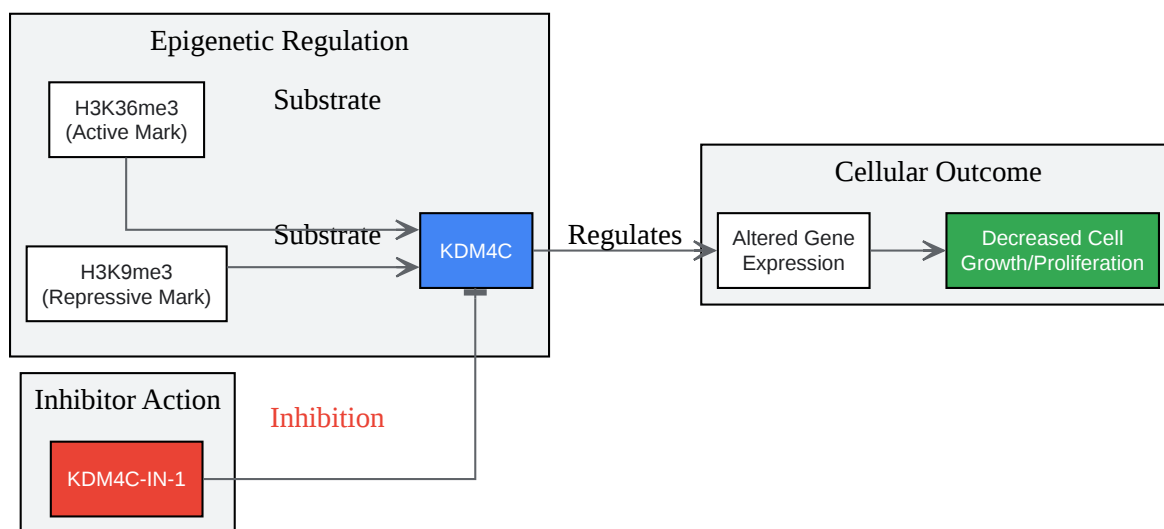 Epigenetic Regulation
H3K36me3
(Active Mark)
Substrate
Substrate
H3K9me3
(Repressive Mark)
KDM4C
Regulates
Cellular Outcome
Altered Gene
Expression
Decreased Cell
Growth/Proliferation
Inhibitor Action
Inhibition
KDM4C-IN-1